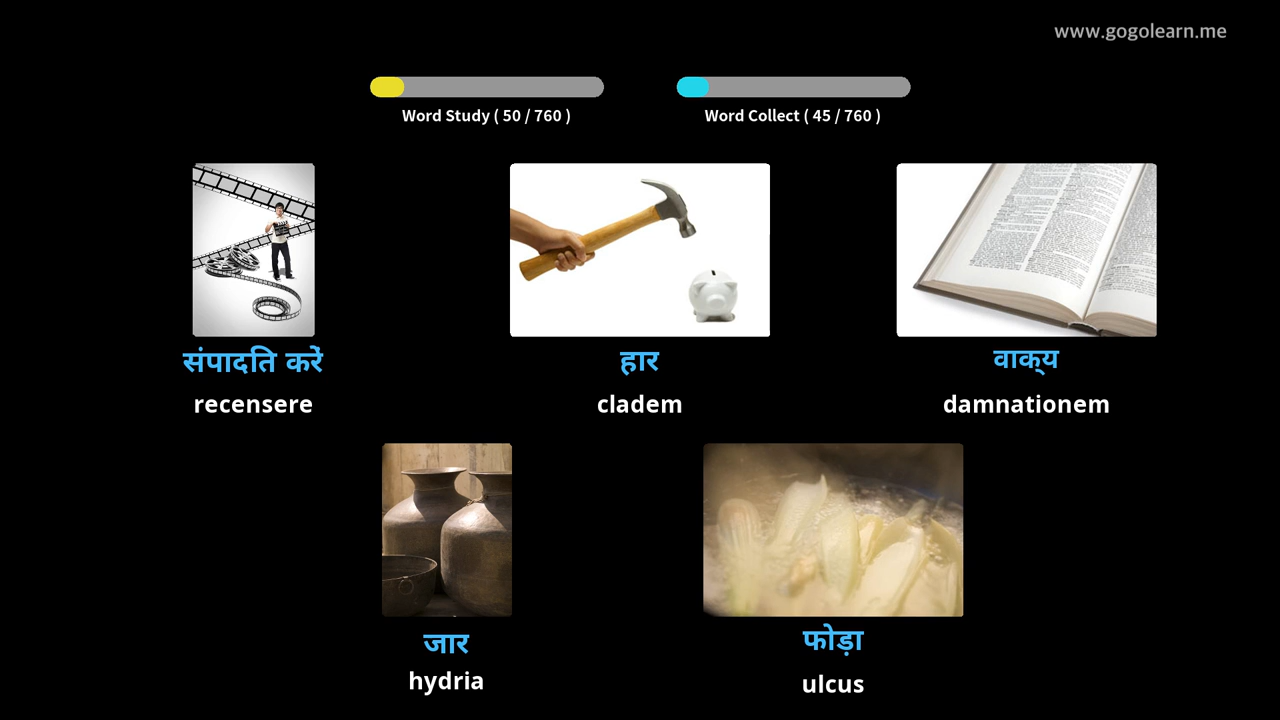 www.gogolearn.me
Word Study ( 50 / 760 )
Word Collect ( 45 / 760 )
संपादति करें
recensere
हार
cladem
वाक्य
damnationem
जार
hydria
फोड़ा
ulcus